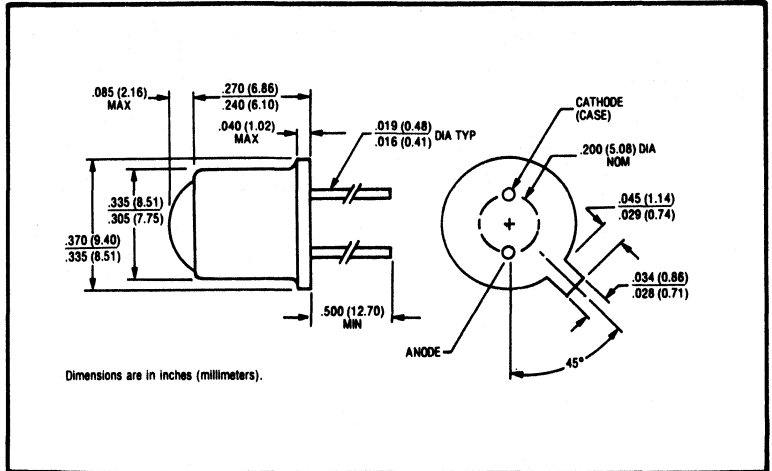 .085 (2.16)
MAX
.270 (6.86)
.240 (6.10)
.040 (1.02)
MAX
.019 (0.48)
.016 (0.41)
DIA TYP
CATHODE
(CASE)
.200 (5.08) DIA
NOM
.335 (8.51)
.305 (7.75)
.045 (1.14)
.029 (0.74)
.370 (9.40)
.335 (8.51)
.034 (0.86)
.028 (0.71)
.500 (12.70)
MIN
ANODE
45°
Dimensions are in inches (millimeters).